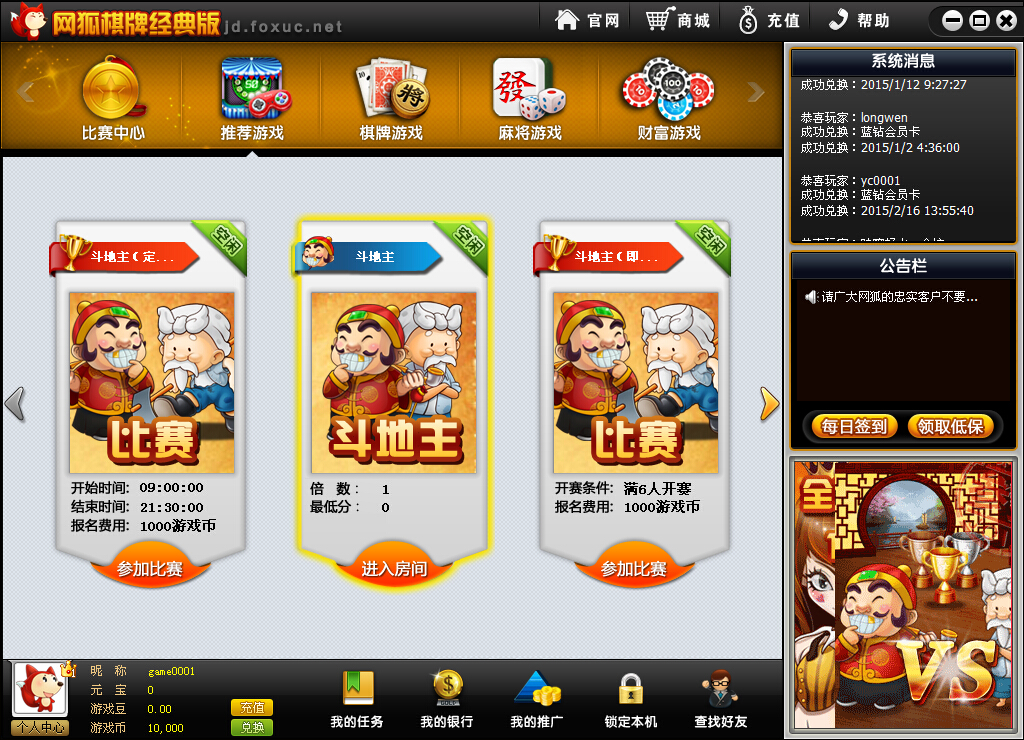 网狐棋牌经典版 jd.foxuc.net
官网 商城 充值 帮助
比赛中心 推荐游戏 棋牌游戏 麻将游戏 财富游戏
發 將 50 100
系统消息
成功兑换：2015/1/12 9:27:27
恭喜玩家：longwen
成功兑换：蓝钻会员卡
成功兑换：2015/1/2 4:36:00
恭喜玩家：yc0001
成功兑换：蓝钻会员卡
成功兑换：2015/2/16 13:55:40
公告栏
请广大网狐的忠实客户不要...
每日签到 领取低保
空闲
斗地主（定...
比赛
开始时间： 09:00:00
结束时间： 21:30:00
报名费用： 1000游戏币
参加比赛
空闲
斗地主
斗地主
倍 数： 1
最低分： 0
进入房间
空闲
斗地主（即...
比赛
开赛条件： 满6人开赛
报名费用： 1000游戏币
参加比赛
全
VS
个人中心
昵 称 game0001
元 宝 0
游戏豆 0.00 充值
游戏币 10,000 兑换
我的任务 我的银行 我的推广 锁定本机 查找好友